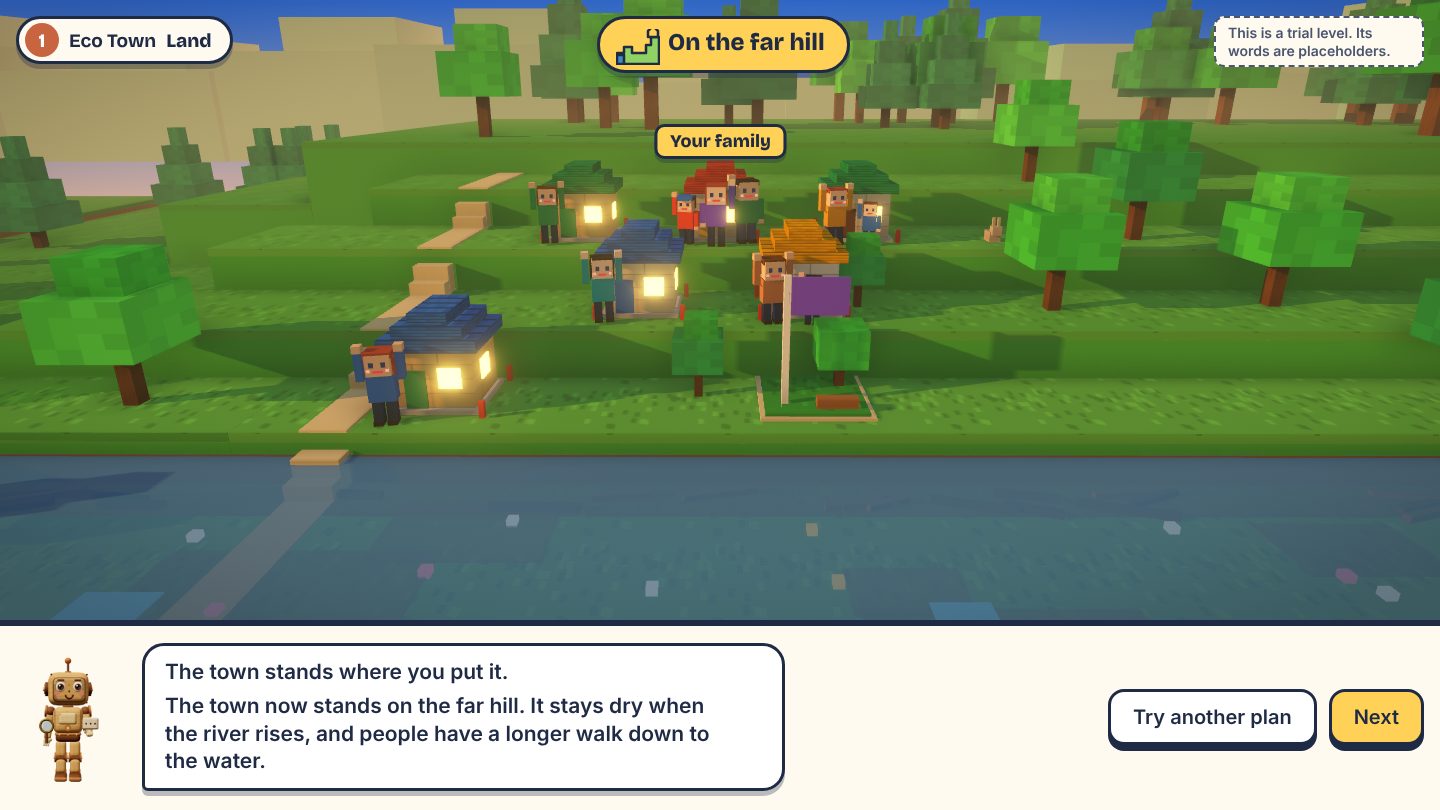 1 Eco Town Land
On the far hill
This is a trial level. Its
words are placeholders.
Your family
The town stands where you put it.
The town now stands on the far hill. It stays dry when
the river rises, and people have a longer walk down to
the water.
Try another plan
Next